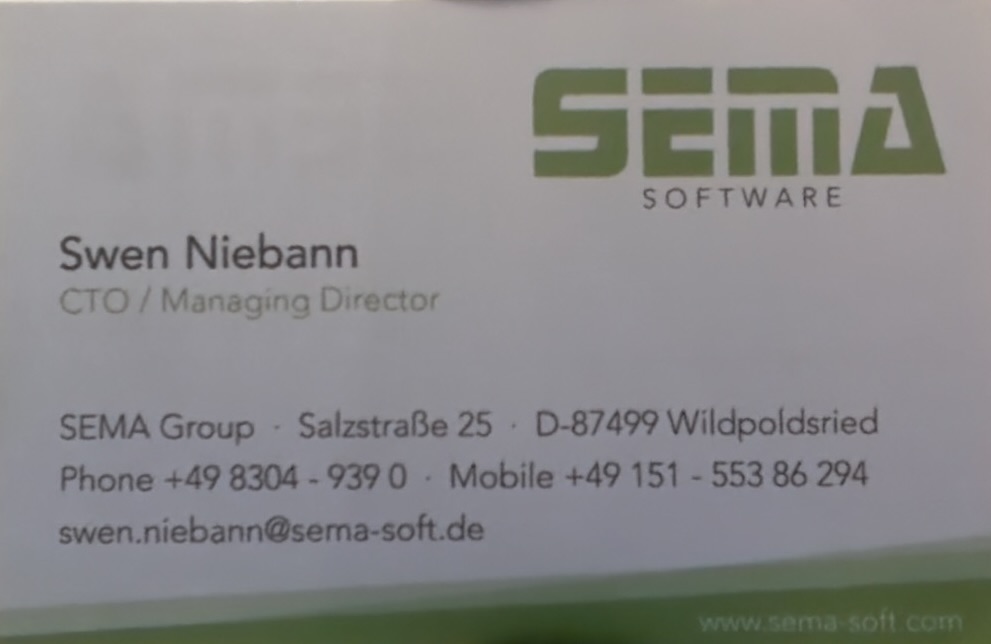 SEMA
SOFTWARE
Swen Niebann
CTO / Managing Director
SEMA Group · Salzstraße 25 · D-87499 Wildpoldsried
Phone +49 8304 - 939 0 · Mobile +49 151 - 553 86 294
swen.niebann@sema-soft.de
www.sema-soft.com